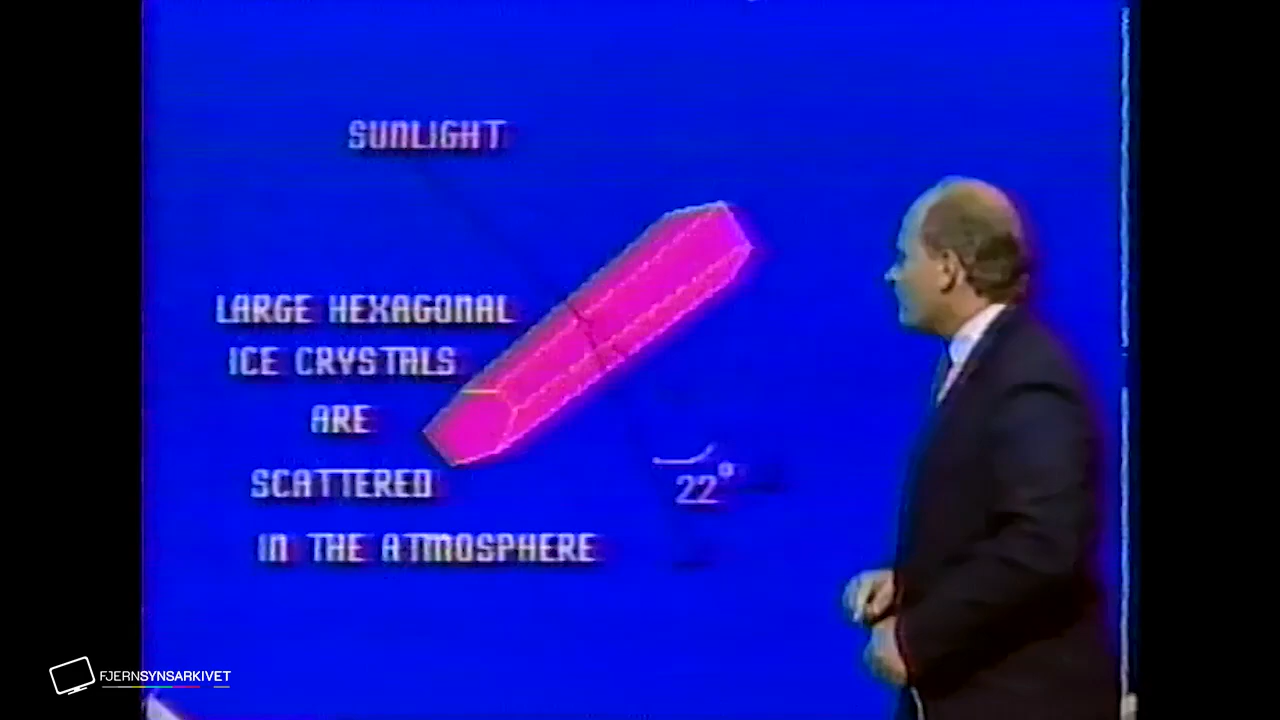 SUNLIGHT
LARGE HEXAGONAL
ICE CRYSTALS
ARE
SCATTERED
IN THE ATMOSPHERE
22°
FJERNSYNSARKIVET